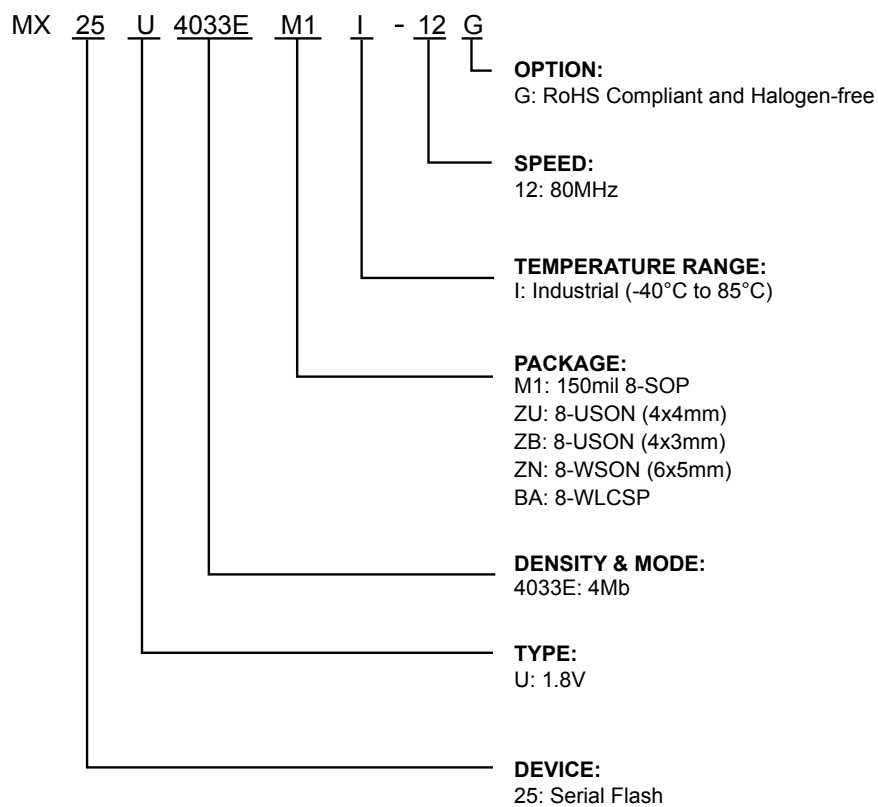 MX 25 U 4033E M1 I - 12 G
OPTION:
G: RoHS Compliant and Halogen-free
SPEED:
12: 80MHz
TEMPERATURE RANGE:
I: Industrial (-40°C to 85°C)
PACKAGE:
M1: 150mil 8-SOP
ZU: 8-USON (4x4mm)
ZB: 8-USON (4x3mm)
ZN: 8-WSON (6x5mm)
BA: 8-WLCSP
DENSITY & MODE:
4033E: 4Mb
TYPE:
U: 1.8V
DEVICE:
25: Serial Flash